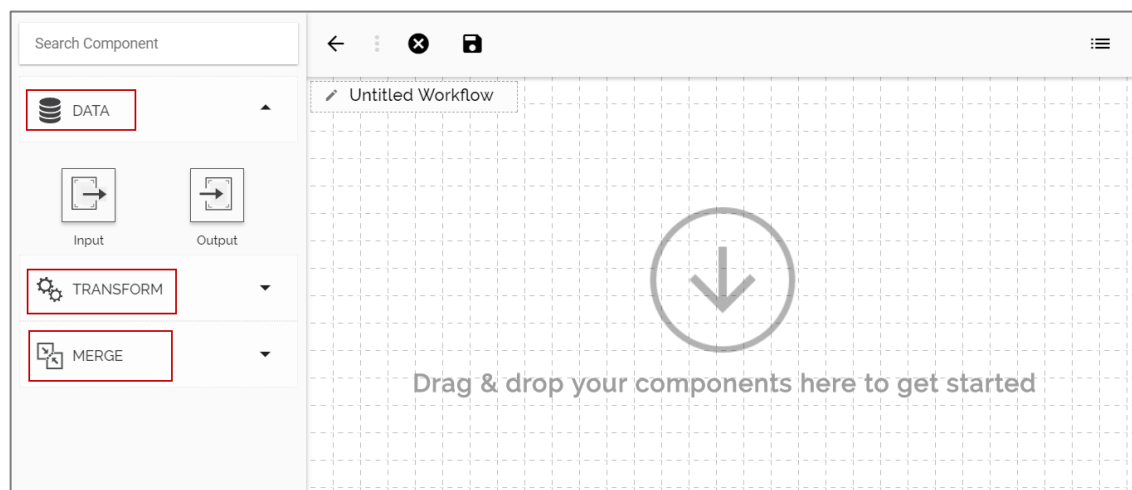 Search Component
Untitled Workflow
DATA
Input Output
TRANSFORM
MERGE
Drag & drop your components here to get started